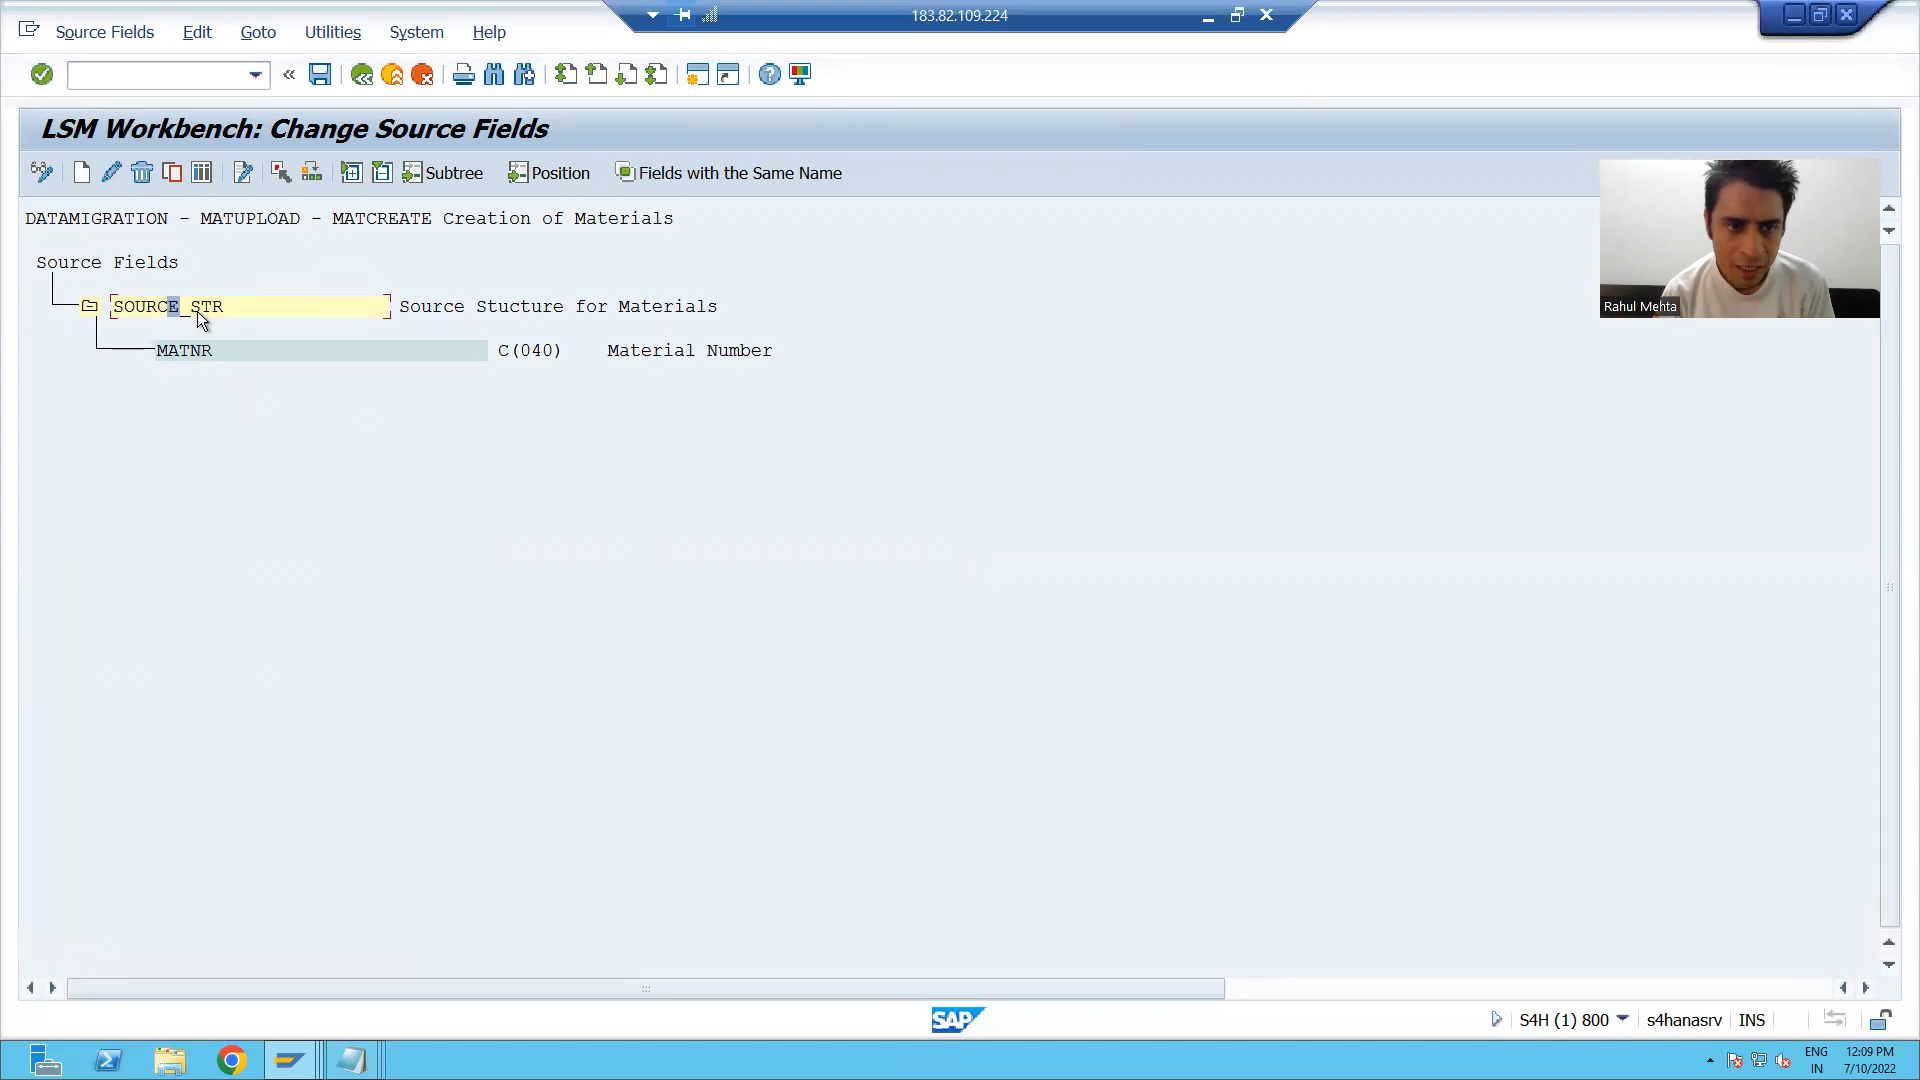 183.82.109.224
Source Fields Edit Goto Utilities System Help
LSM Workbench: Change Source Fields
Subtree Position Fields with the Same Name
DATAMIGRATION - MATUPLOAD - MATCREATE Creation of Materials
Source Fields
SOURCE_STR Source Stucture for Materials
MATNR C(040) Material Number
Rahul Mehta
SAP
S4H (1) 800 s4hanasrv INS
ENG 12:09 PM
IN 7/10/2022